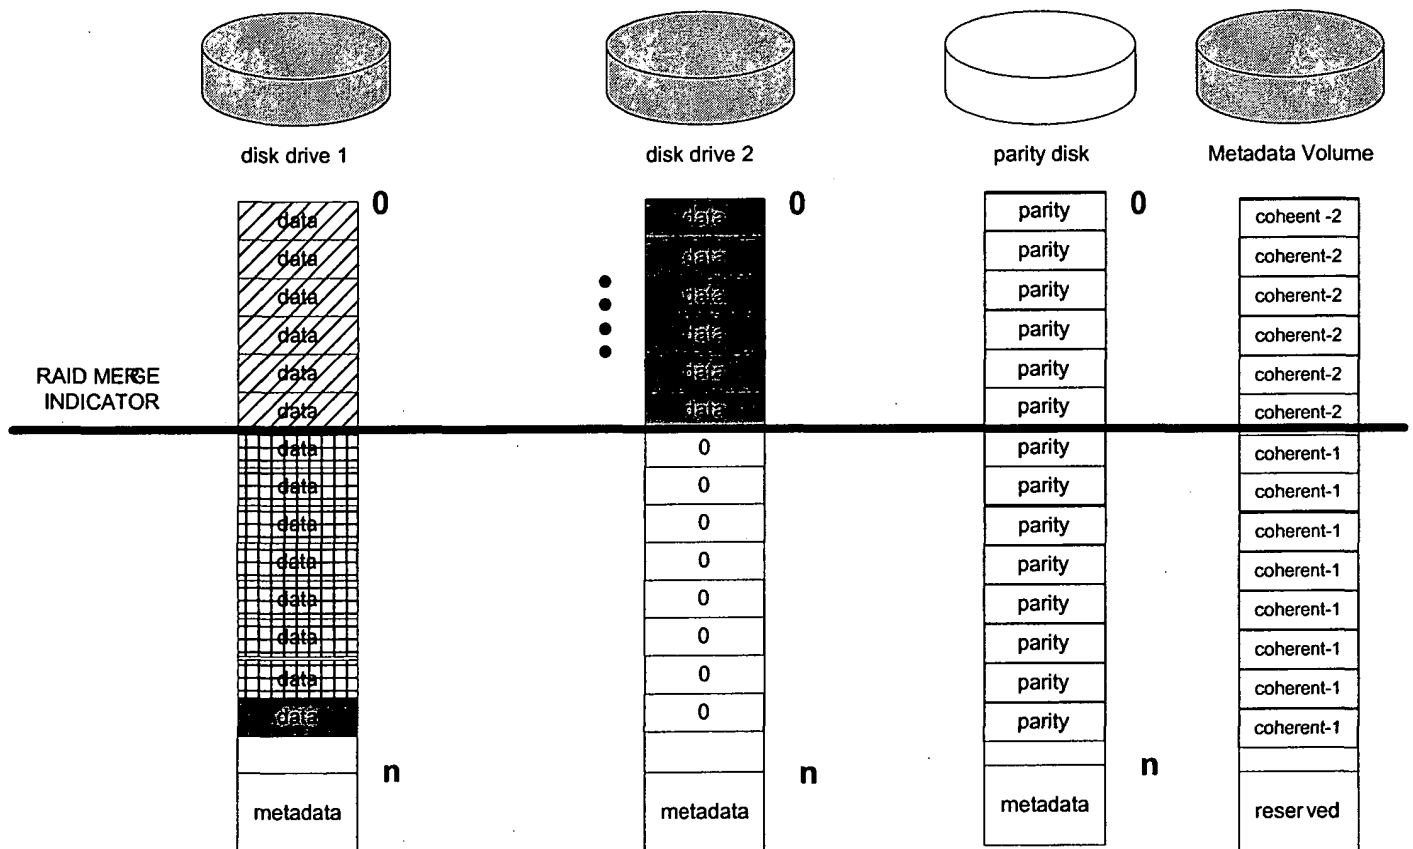 disk drive 1 disk drive 2 parity disk Metadata Volume
0 0 0
data data parity coheent -2
data data parity coherent-2
data data parity coherent-2
data data parity coherent-2
data data parity coherent-2
data data parity coherent-2
RAID MERGE
INDICATOR
data 0 parity coherent-1
data 0 parity coherent-1
data 0 parity coherent-1
data 0 parity coherent-1
data 0 parity coherent-1
data 0 parity coherent-1
data 0 parity coherent-1
data 0 parity coherent-1
n n n
metadata metadata metadata reserved